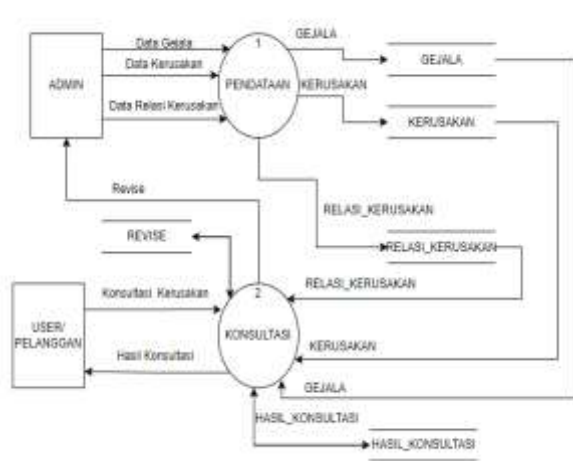 ADMIN
Data Gejala
Data Kerusakan
Data Relasi Kerusakan
1
PENDATAAN
GEJALA
GEJALA
KERUSAKAN
KERUSAKAN
RELASI_KERUSAKAN
RELASI_KERUSAKAN
RELASI_KERUSAKAN
Revise
REVISE
USER/
PELANGGAN
Konsultasi Kerusakan
Hasil Konsultasi
2
KONSULTASI
KERUSAKAN
GEJALA
HASIL_KONSULTASI
HASIL_KONSULTASI